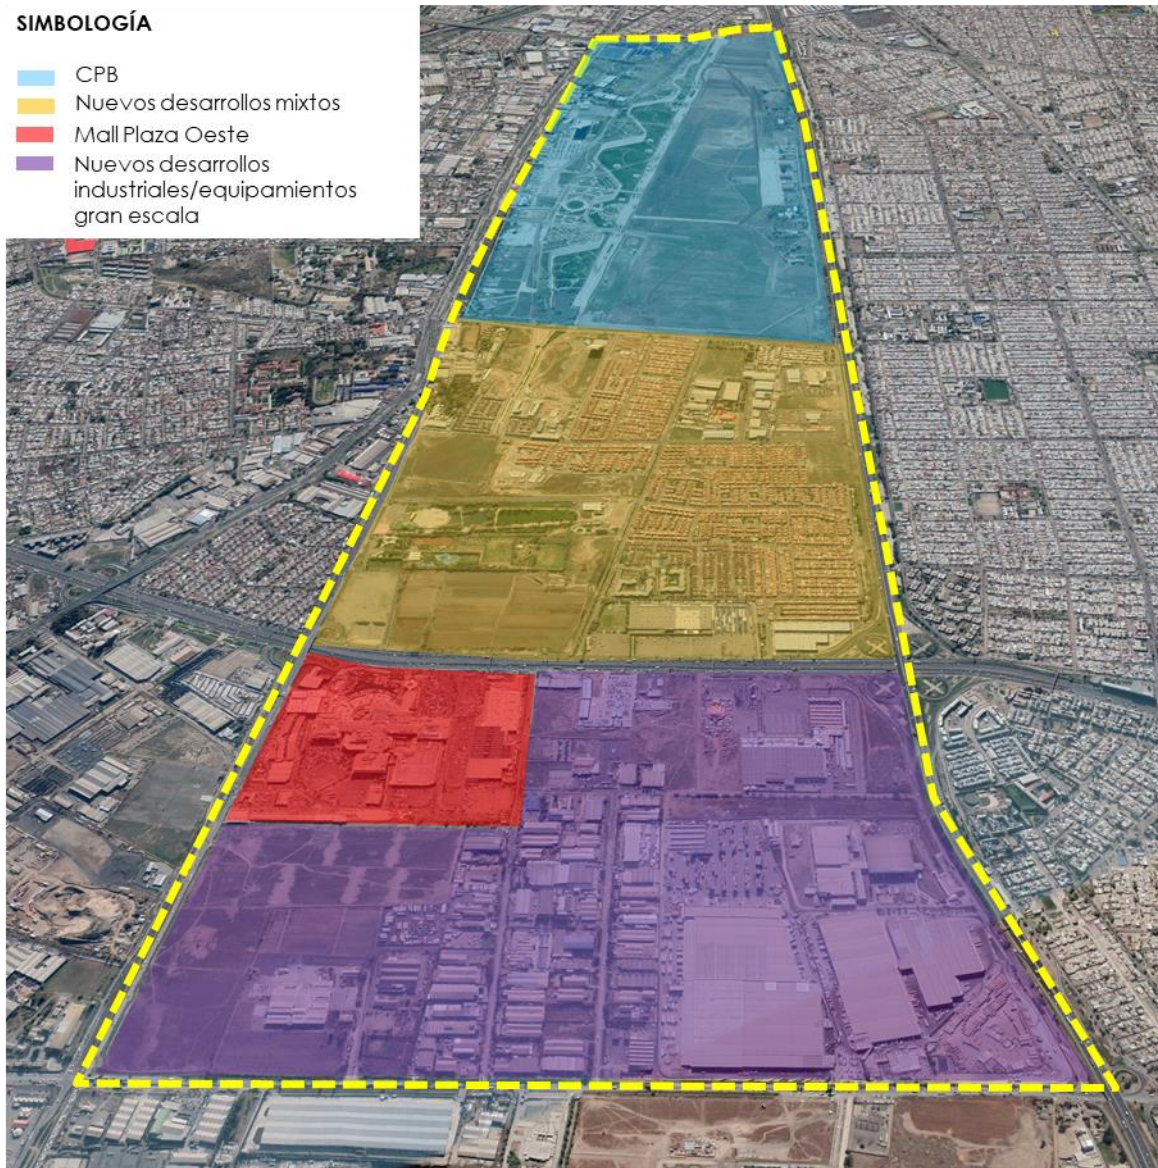 SIMBOLOGÍA
CPB
Nuevos desarrollos mixtos
Mall Plaza Oeste
Nuevos desarrollos
industriales/equipamientos
gran escala